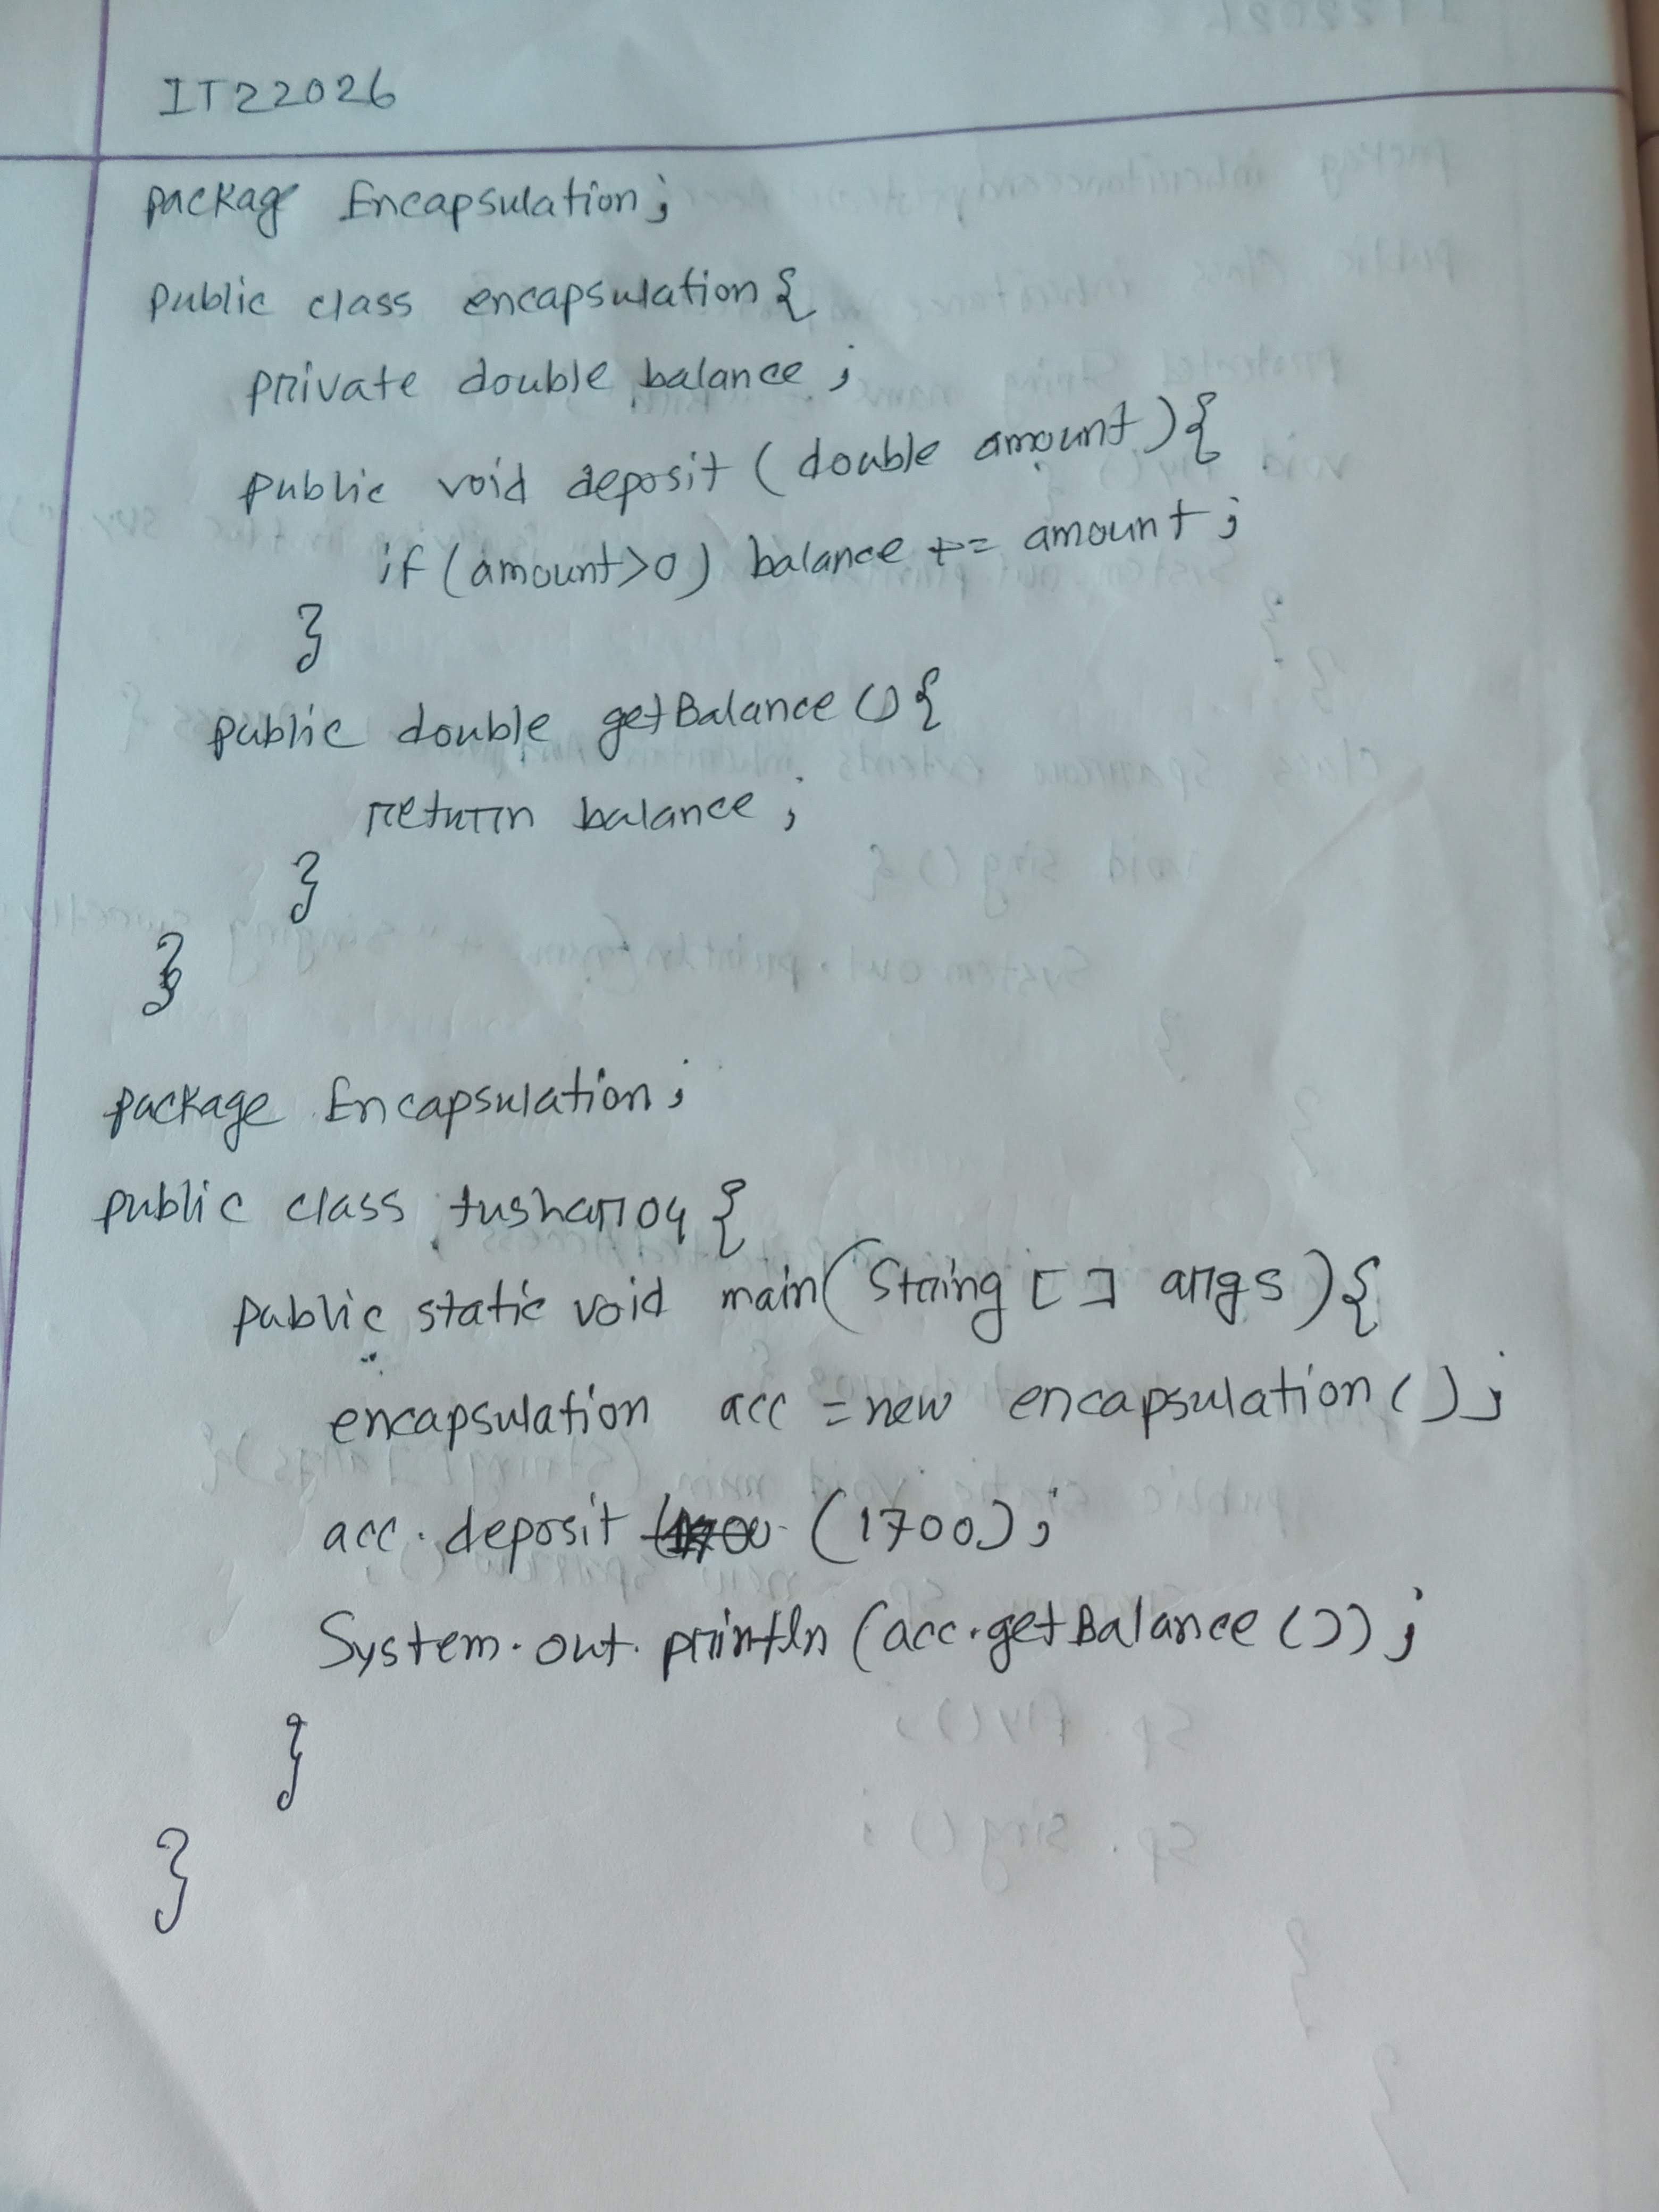 IT22026
package Encapsulation;
public class encapsulation {
private double balance;
public void deposit (double amount) {
if (amount>0) balance += amount;
}
public double getBalance () {
return balance;
}
}
package Encapsulation;
public class tushar104 {
public static void main (String [] args) {
encapsulation acc = new encapsulation ();
acc. deposit (1700);
System.out.println (acc.getBalance ());
}
}